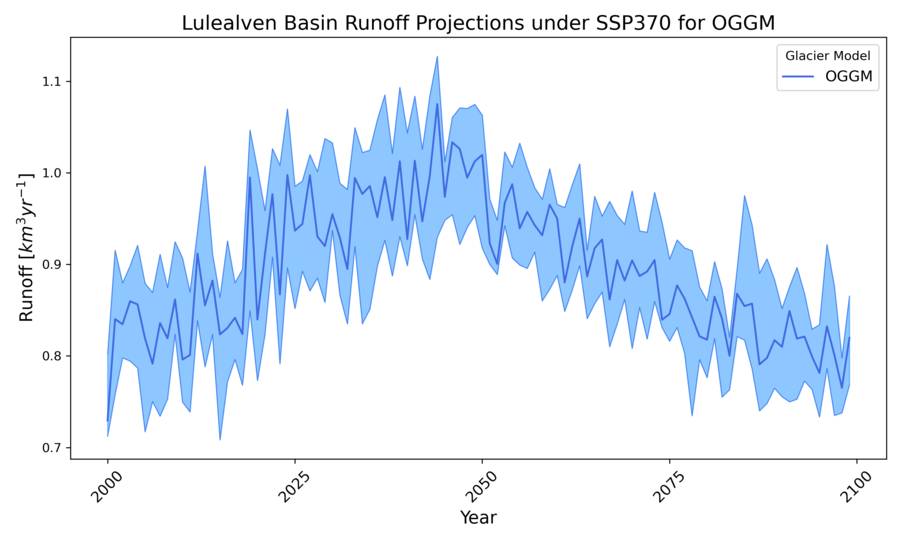 Lulealven Basin Runoff Projections under SSP370 for OGGM
Glacier Model
OGGM
Runoff [km³yr⁻¹]
1.1
1.0
0.9
0.8
0.7
2000
2025
2050
2075
2100
Year